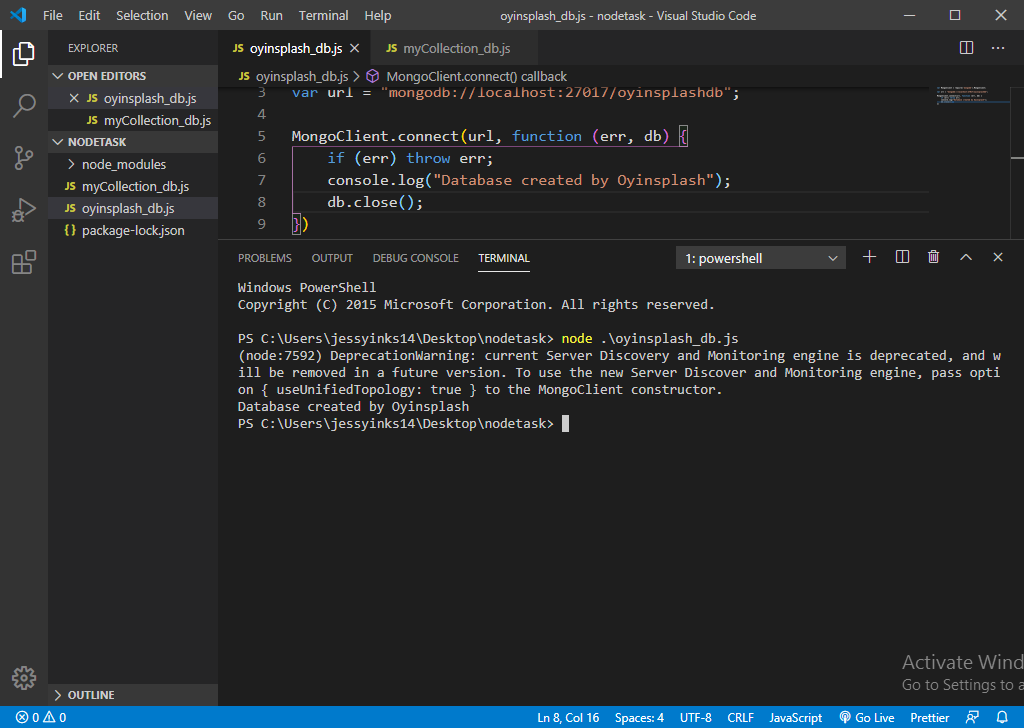 File Edit Selection View Go Run Terminal Help oyinsplash_db.js - nodetask - Visual Studio Code
EXPLORER
OPEN EDITORS
JS oyinsplash_db.js
JS myCollection_db.js
NODETASK
node_modules
JS myCollection_db.js
JS oyinsplash_db.js
{} package-lock.json
OUTLINE
JS oyinsplash_db.js JS myCollection_db.js
JS oyinsplash_db.js > MongoClient.connect() callback
3 var url = "mongodb://localhost:27017/oyinsplashdb";
4
5 MongoClient.connect(url, function (err, db) {
6 if (err) throw err;
7 console.log("Database created by Oyinsplash");
8 db.close();
9 })
PROBLEMS OUTPUT DEBUG CONSOLE TERMINAL 1: powershell
Windows PowerShell
Copyright (C) 2015 Microsoft Corporation. All rights reserved.
PS C:\Users\jessyinks14\Desktop\nodetask> node .\oyinsplash_db.js
(node:7592) DeprecationWarning: current Server Discovery and Monitoring engine is deprecated, and w
ill be removed in a future version. To use the new Server Discover and Monitoring engine, pass opti
on { useUnifiedTopology: true } to the MongoClient constructor.
Database created by Oyinsplash
PS C:\Users\jessyinks14\Desktop\nodetask>
Activate Wind
Go to Settings to a
0 0 Ln 8, Col 16 Spaces: 4 UTF-8 CRLF JavaScript Go Live Prettier